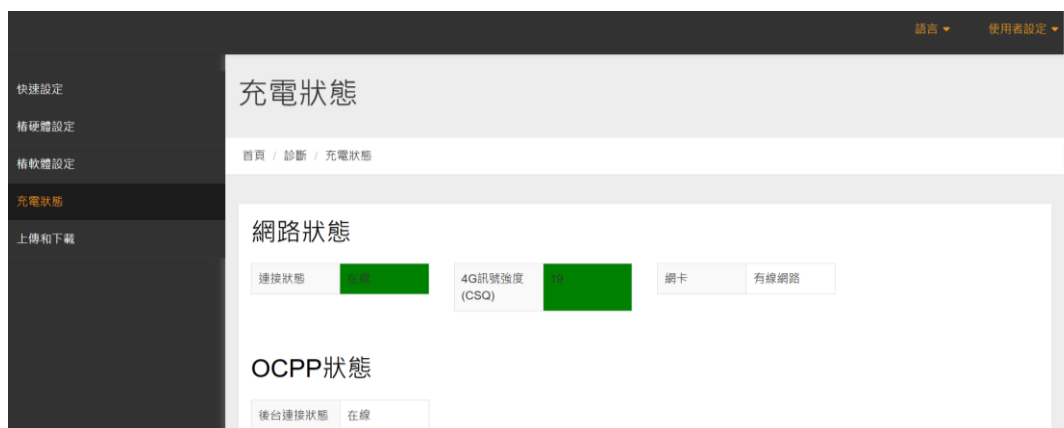 語言
使用者設定
快速設定
樁硬體設定
樁軟體設定
充電狀態
上傳和下載
充電狀態
首頁 / 診斷 / 充電狀態
網路狀態
連接狀態 在線
4G訊號強度 19
(CSQ)
網卡 有線網路
OCPP狀態
後台連接狀態 在線